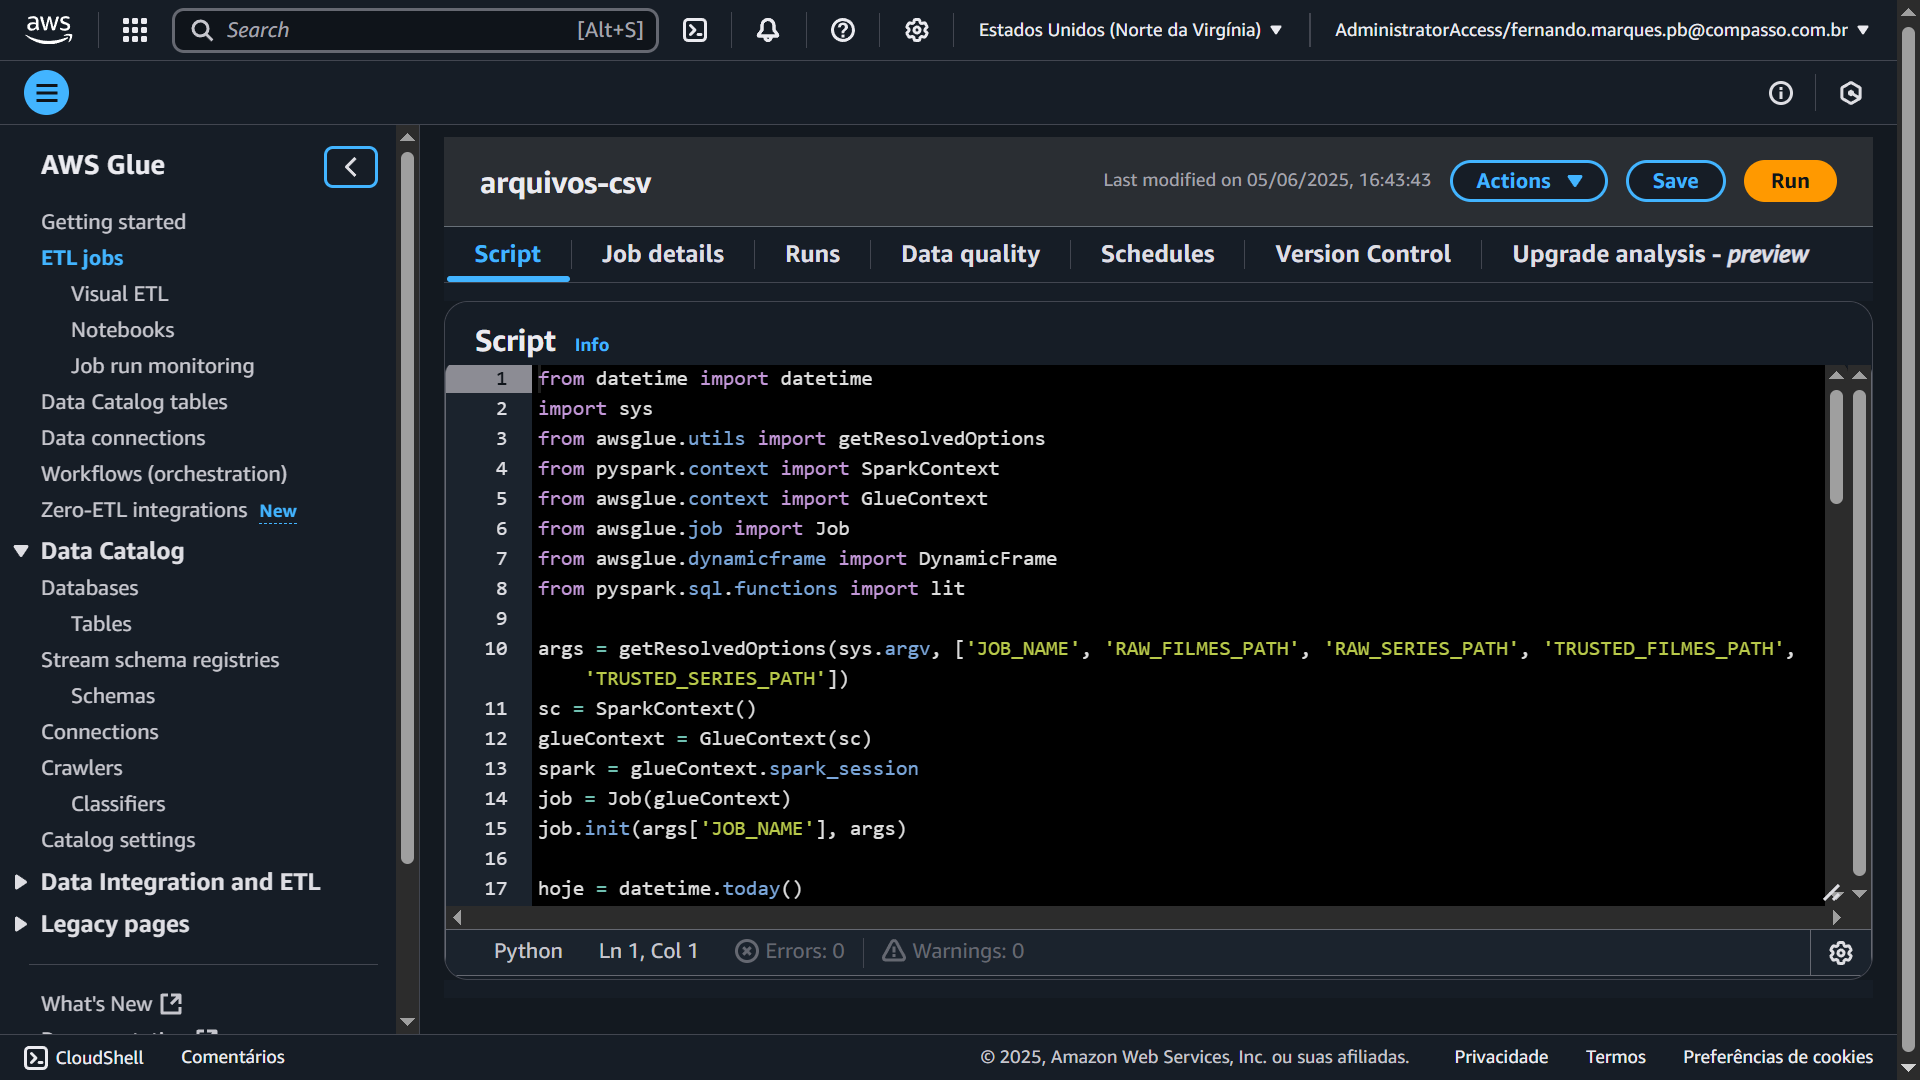 aws
Search [Alt+S]
Estados Unidos (Norte da Virgínia)
AdministratorAccess/fernando.marques.pb@compasso.com.br
AWS Glue
Getting started
ETL jobs
Visual ETL
Notebooks
Job run monitoring
Data Catalog tables
Data connections
Workflows (orchestration)
Zero-ETL integrations New
Data Catalog
Databases
Tables
Stream schema registries
Schemas
Connections
Crawlers
Classifiers
Catalog settings
Data Integration and ETL
Legacy pages
What's New
arquivos-csv
Last modified on 05/06/2025, 16:43:43
Actions
Save
Run
Script Job details Runs Data quality Schedules Version Control Upgrade analysis - preview
Script Info
1 from datetime import datetime
2 import sys
3 from awsglue.utils import getResolvedOptions
4 from pyspark.context import SparkContext
5 from awsglue.context import GlueContext
6 from awsglue.job import Job
7 from awsglue.dynamicframe import DynamicFrame
8 from pyspark.sql.functions import lit
9
10 args = getResolvedOptions(sys.argv, ['JOB_NAME', 'RAW_FILMES_PATH', 'RAW_SERIES_PATH', 'TRUSTED_FILMES_PATH',
'TRUSTED_SERIES_PATH'])
11 sc = SparkContext()
12 glueContext = GlueContext(sc)
13 spark = glueContext.spark_session
14 job = Job(glueContext)
15 job.init(args['JOB_NAME'], args)
16
17 hoje = datetime.today()
Python Ln 1, Col 1 Errors: 0 Warnings: 0
CloudShell Comentários © 2025, Amazon Web Services, Inc. ou suas afiliadas. Privacidade Termos Preferências de cookies